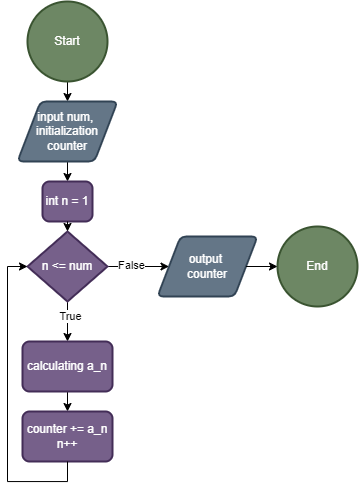 Start
input num,
initialization
counter
int n = 1
n <= num
False
output
counter
End
True
calculating a_n
counter += a_n
n++